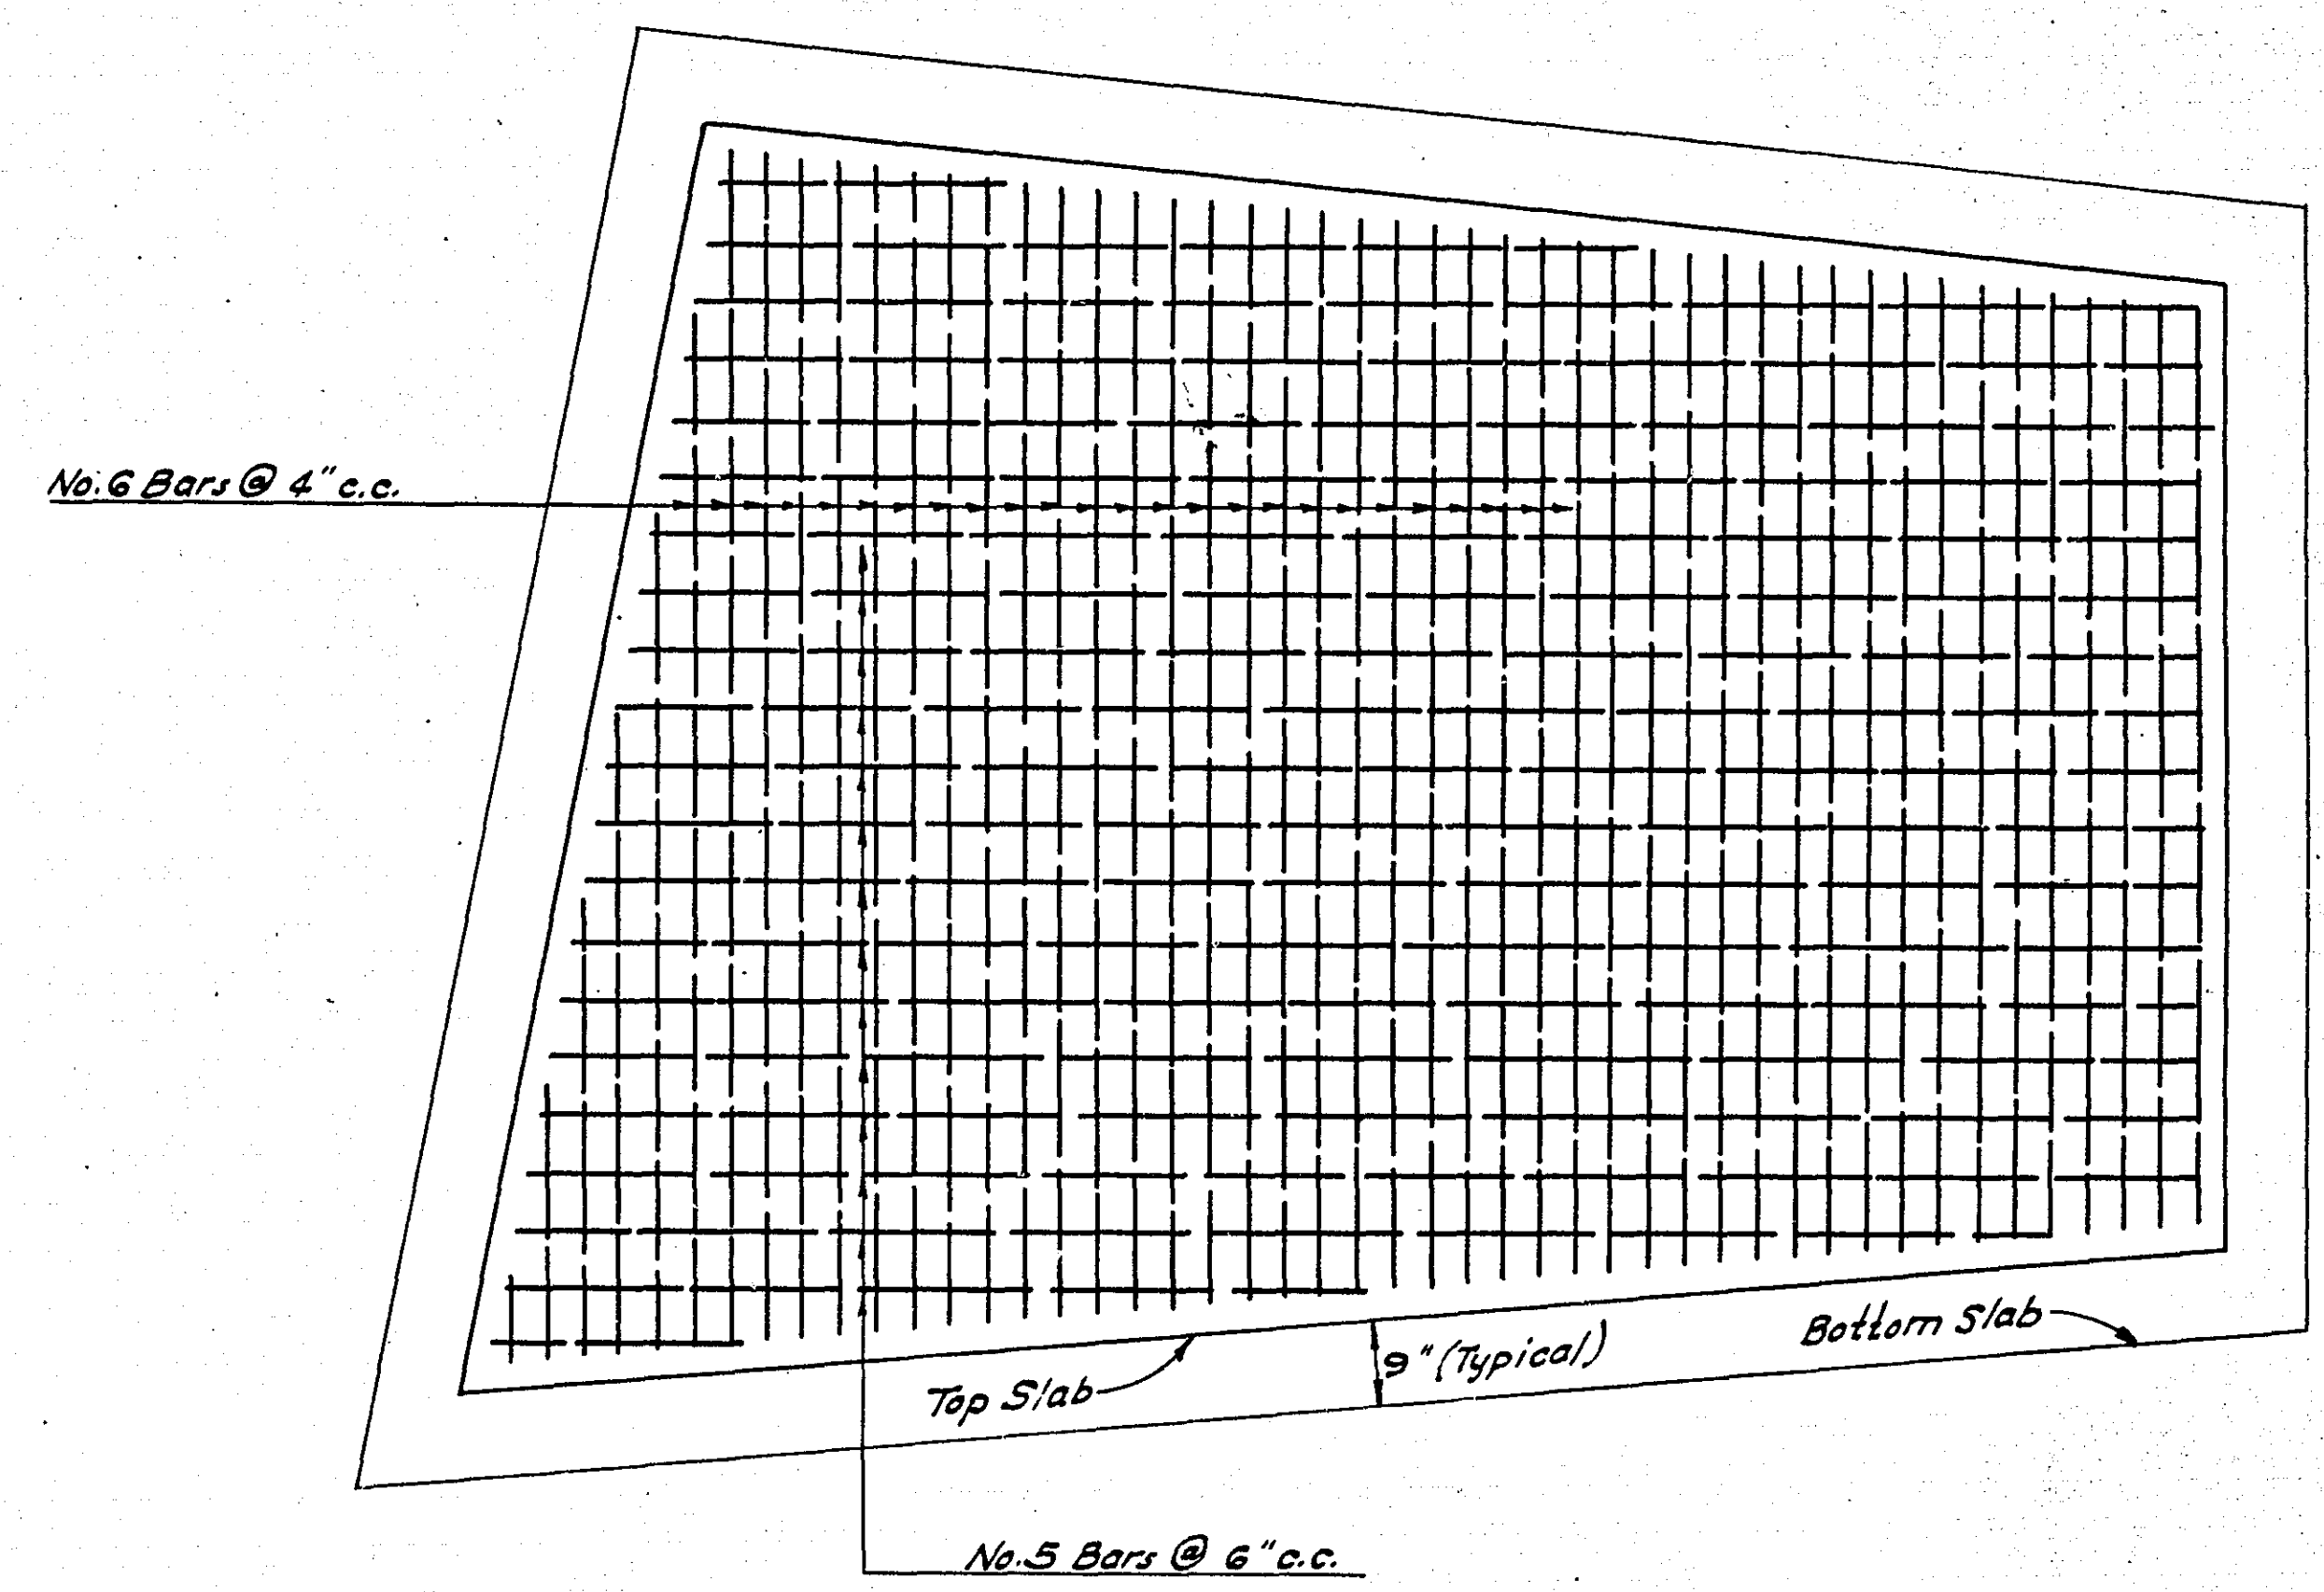 No. 6 Bars @ 4" c.c.
Bottom Slab
9" (Typical)
Top Slab
No. 5 Bars @ 6" c.c.